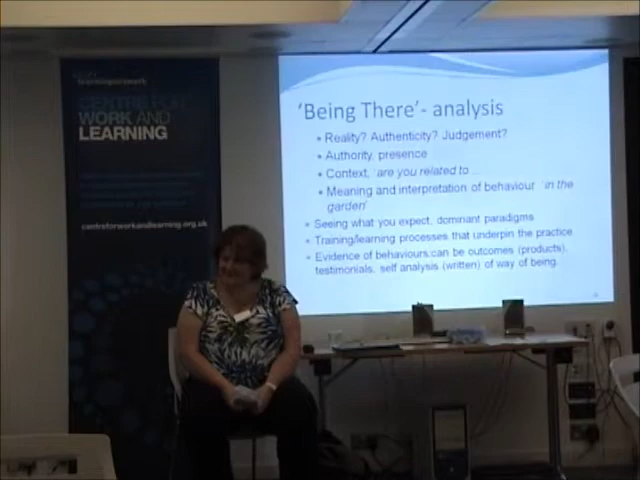 CENTRE FOR
WORK AND
LEARNING
centreforworkandlearning.org.uk
'Being There'- analysis
• Reality? Authenticity? Judgement?
• Authority, presence
• Context, 'are you related to...
• Meaning and interpretation of behaviour 'in the
garden'
• Seeing what you expect, dominant paradigms
• Training/learning processes that underpin the practice
• Evidence of behaviours can be outcomes (products),
testimonials, self analysis (written) of way of being.